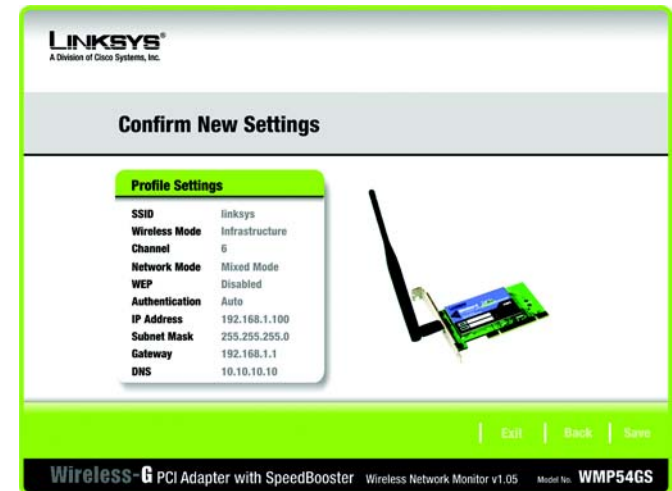 LINKSYS®
A Division of Cisco Systems, Inc.
Confirm New Settings
Profile Settings
SSID linksys
Wireless Mode Infrastructure
Channel 6
Network Mode Mixed Mode
WEP Disabled
Authentication Auto
IP Address 192.168.1.100
Subnet Mask 255.255.255.0
Gateway 192.168.1.1
DNS 10.10.10.10
Exit Back Save
Wireless-G PCI Adapter with SpeedBooster Wireless Network Monitor v1.05 Model No. WMP54GS